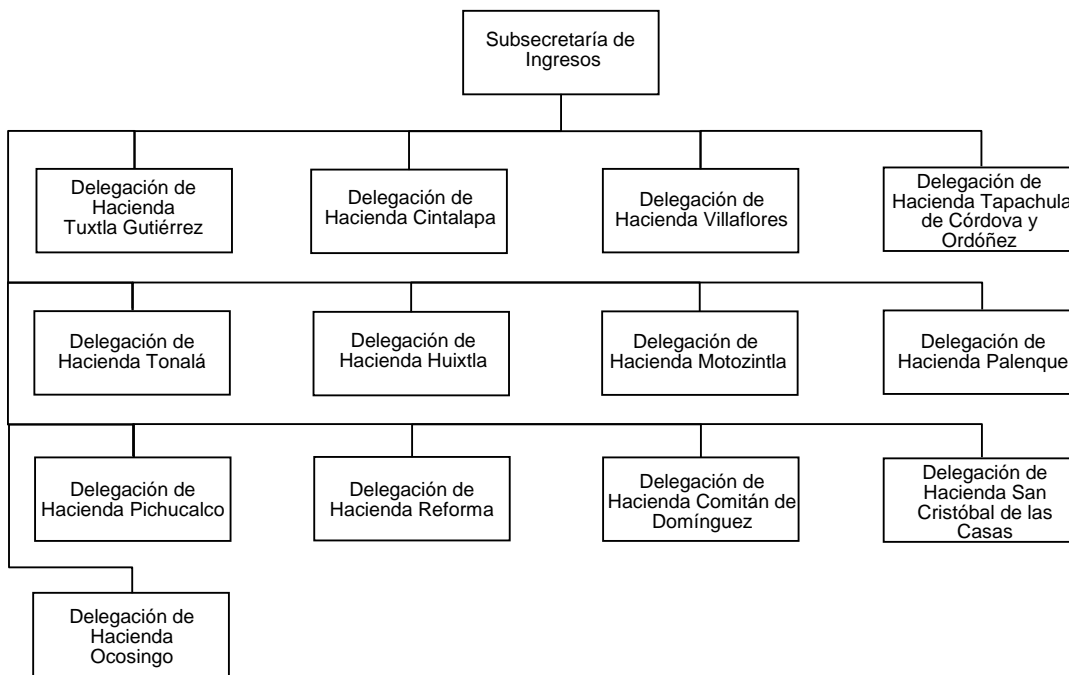 Subsecretaría de
Ingresos
Delegación de
Hacienda
Tuxtla Gutiérrez
Delegación de
Hacienda Cintalapa
Delegación de
Hacienda Villaflores
Delegación de
Hacienda Tapachula
de Córdova y
Ordóñez
Delegación de
Hacienda Tonalá
Delegación de
Hacienda Huixtla
Delegación de
Hacienda Motozintla
Delegación de
Hacienda Palenque
Delegación de
Hacienda Pichucalco
Delegación de
Hacienda Reforma
Delegación de
Hacienda Comitán de
Domínguez
Delegación de
Hacienda San
Cristóbal de las
Casas
Delegación de
Hacienda
Ocosingo